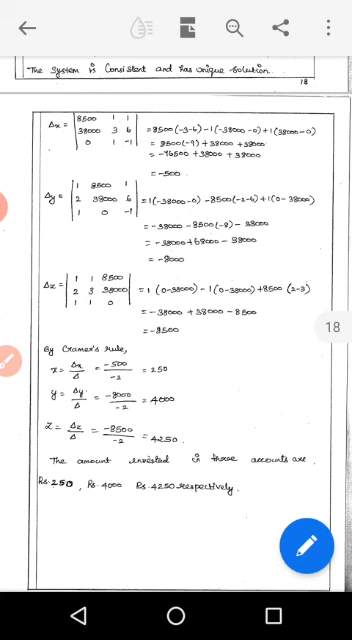 The System is Consistent and has unique solution.
18
Δx = | 8500 1 1 |
| 38000 3 6 | = 8500(-3-6)-1(-38000-0)+1(38000-0)
| 0 1 -1 | = 8500(-9)+38000+38000
= -76500+38000+38000
= -500
Δy = | 1 8500 1 |
| 2 38000 6 | = 1(-38000-0)-8500(-2-6)+1(0-38000)
| 1 0 -1 |
= -38000-8500(-8)-38000
= -38000+68000-38000
= -8000
Δz = | 1 1 8500 |
| 2 3 38000 | = 1(0-38000)-1(0-38000)+8500(2-3)
| 1 1 0 |
= -38000+38000-8500
= -8500
18
By Cramer's rule,
x = Δx/Δ = -500/-2 = 250
y = Δy/Δ = -8000/-2 = 4000
Z = Δz/Δ = -8500/-2 = 4250.
The amount invested in three accounts are
Rs.250, Rs. 4000 Rs. 4250 respectively.